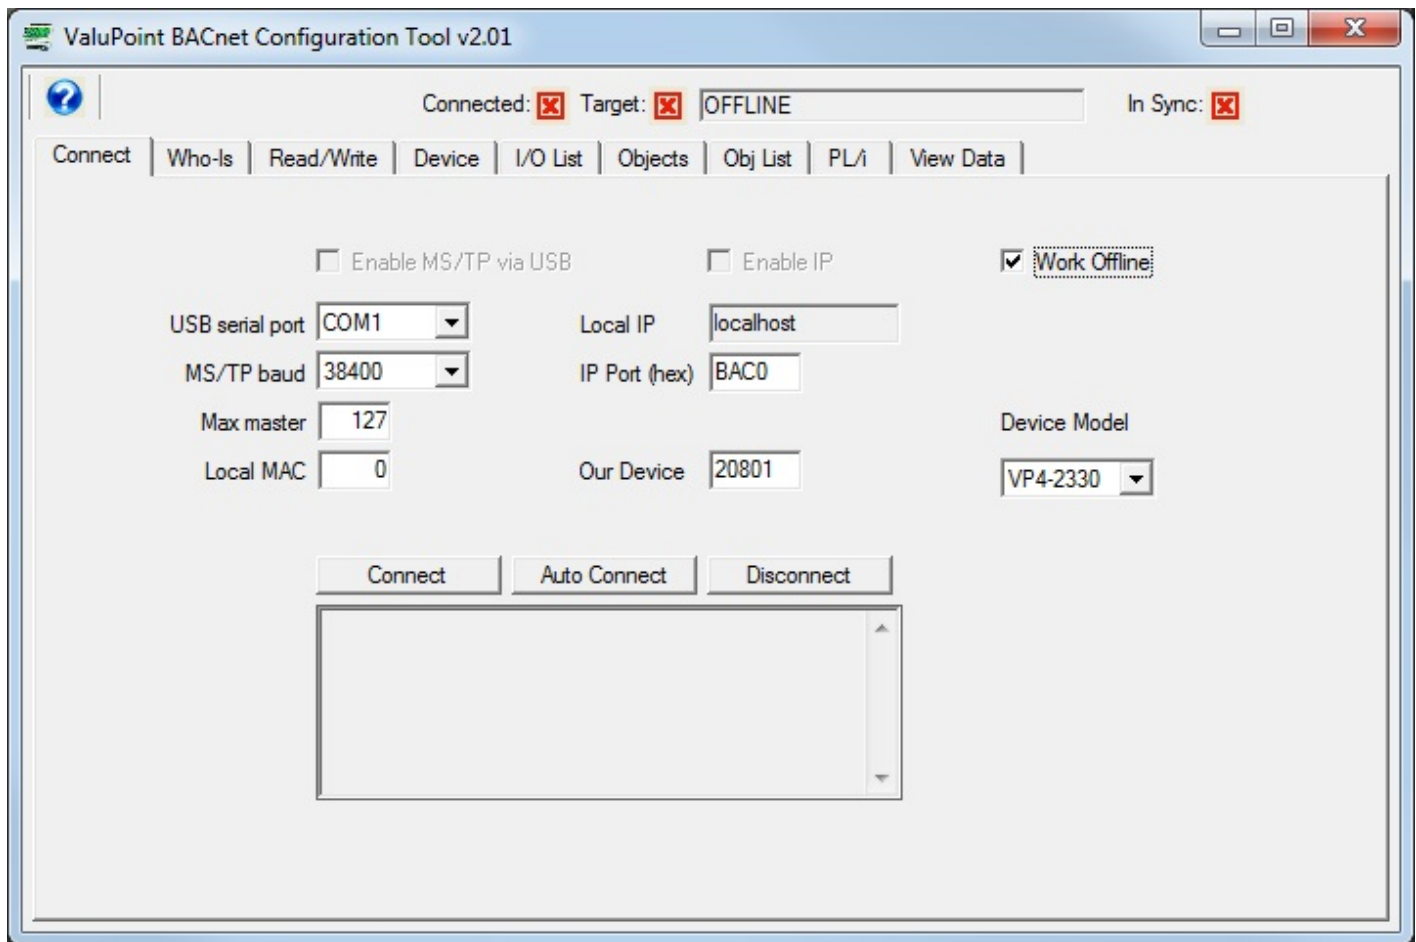 ValuPoint BACnet Configuration Tool v2.01
Connected: Target: OFFLINE In Sync:
Connect Who-Is Read/Write Device I/O List Objects Obj List PL/i View Data
Enable MS/TP via USB Enable IP Work Offline
USB serial port COM1 Local IP localhost
MS/TP baud 38400 IP Port (hex) BAC0
Max master 127 Device Model
Local MAC 0 Our Device 20801 VP4-2330
Connect Auto Connect Disconnect